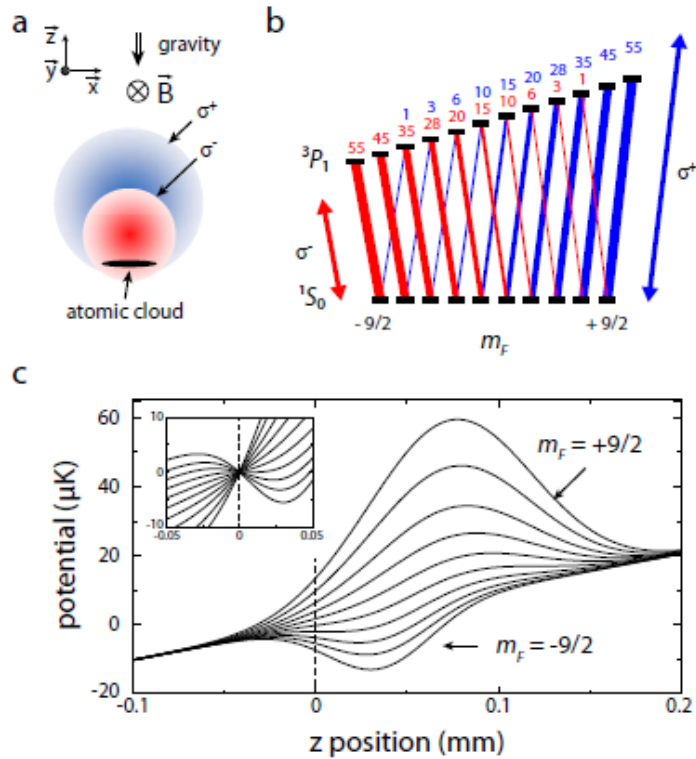 a
z
y
x
gravity
B
σ+
σ-
atomic cloud
b
55 45 35 28 20 15 10 6 3 1
1 3 6 10 15 20 28 35 45 55
³P₁
σ-
σ+
¹S₀
- 9/2
+ 9/2
mF
c
potential (μK)
60
40
20
0
-20
-0.1
0
0.1
0.2
z position (mm)
10
0
-10
-0.05
0
0.05
mF = +9/2
mF = -9/2